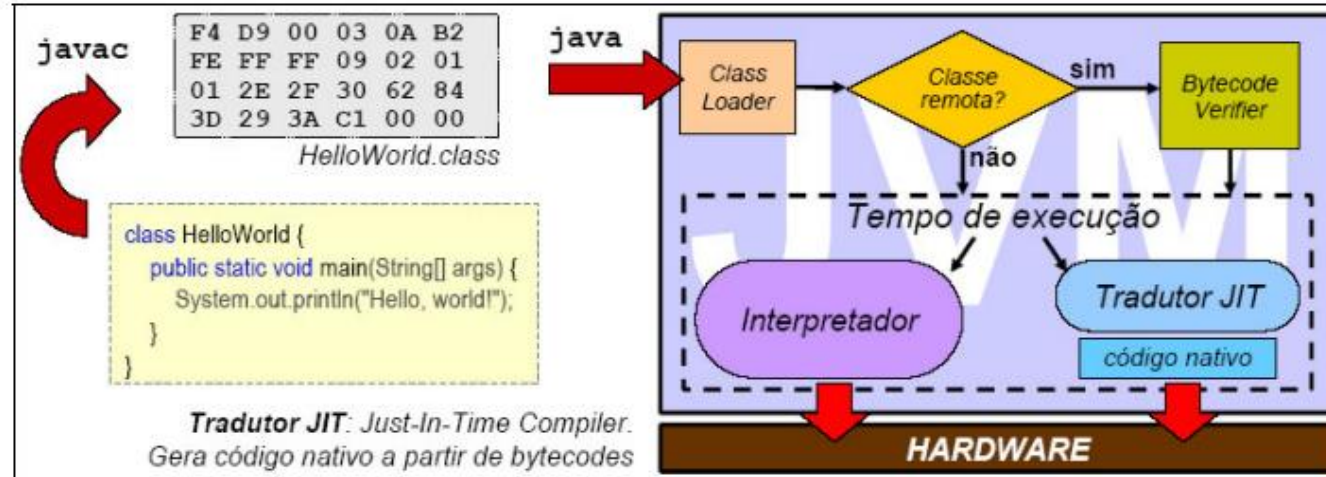 javac
F4 D9 00 03 0A B2
FE FF FF 09 02 01
01 2E 2F 30 62 84
3D 29 3A C1 00 00
HelloWorld.class
class HelloWorld {
public static void main(String[] args) {
System.out.println("Hello, world!");
}
}
Tradutor JIT: Just-In-Time Compiler.
Gera código nativo a partir de bytecodes
java
JVM
Class
Loader
Classe
remota?
sim
Bytecode
Verifier
não
Tempo de execução
Interpretador
Tradutor JIT
código nativo
HARDWARE